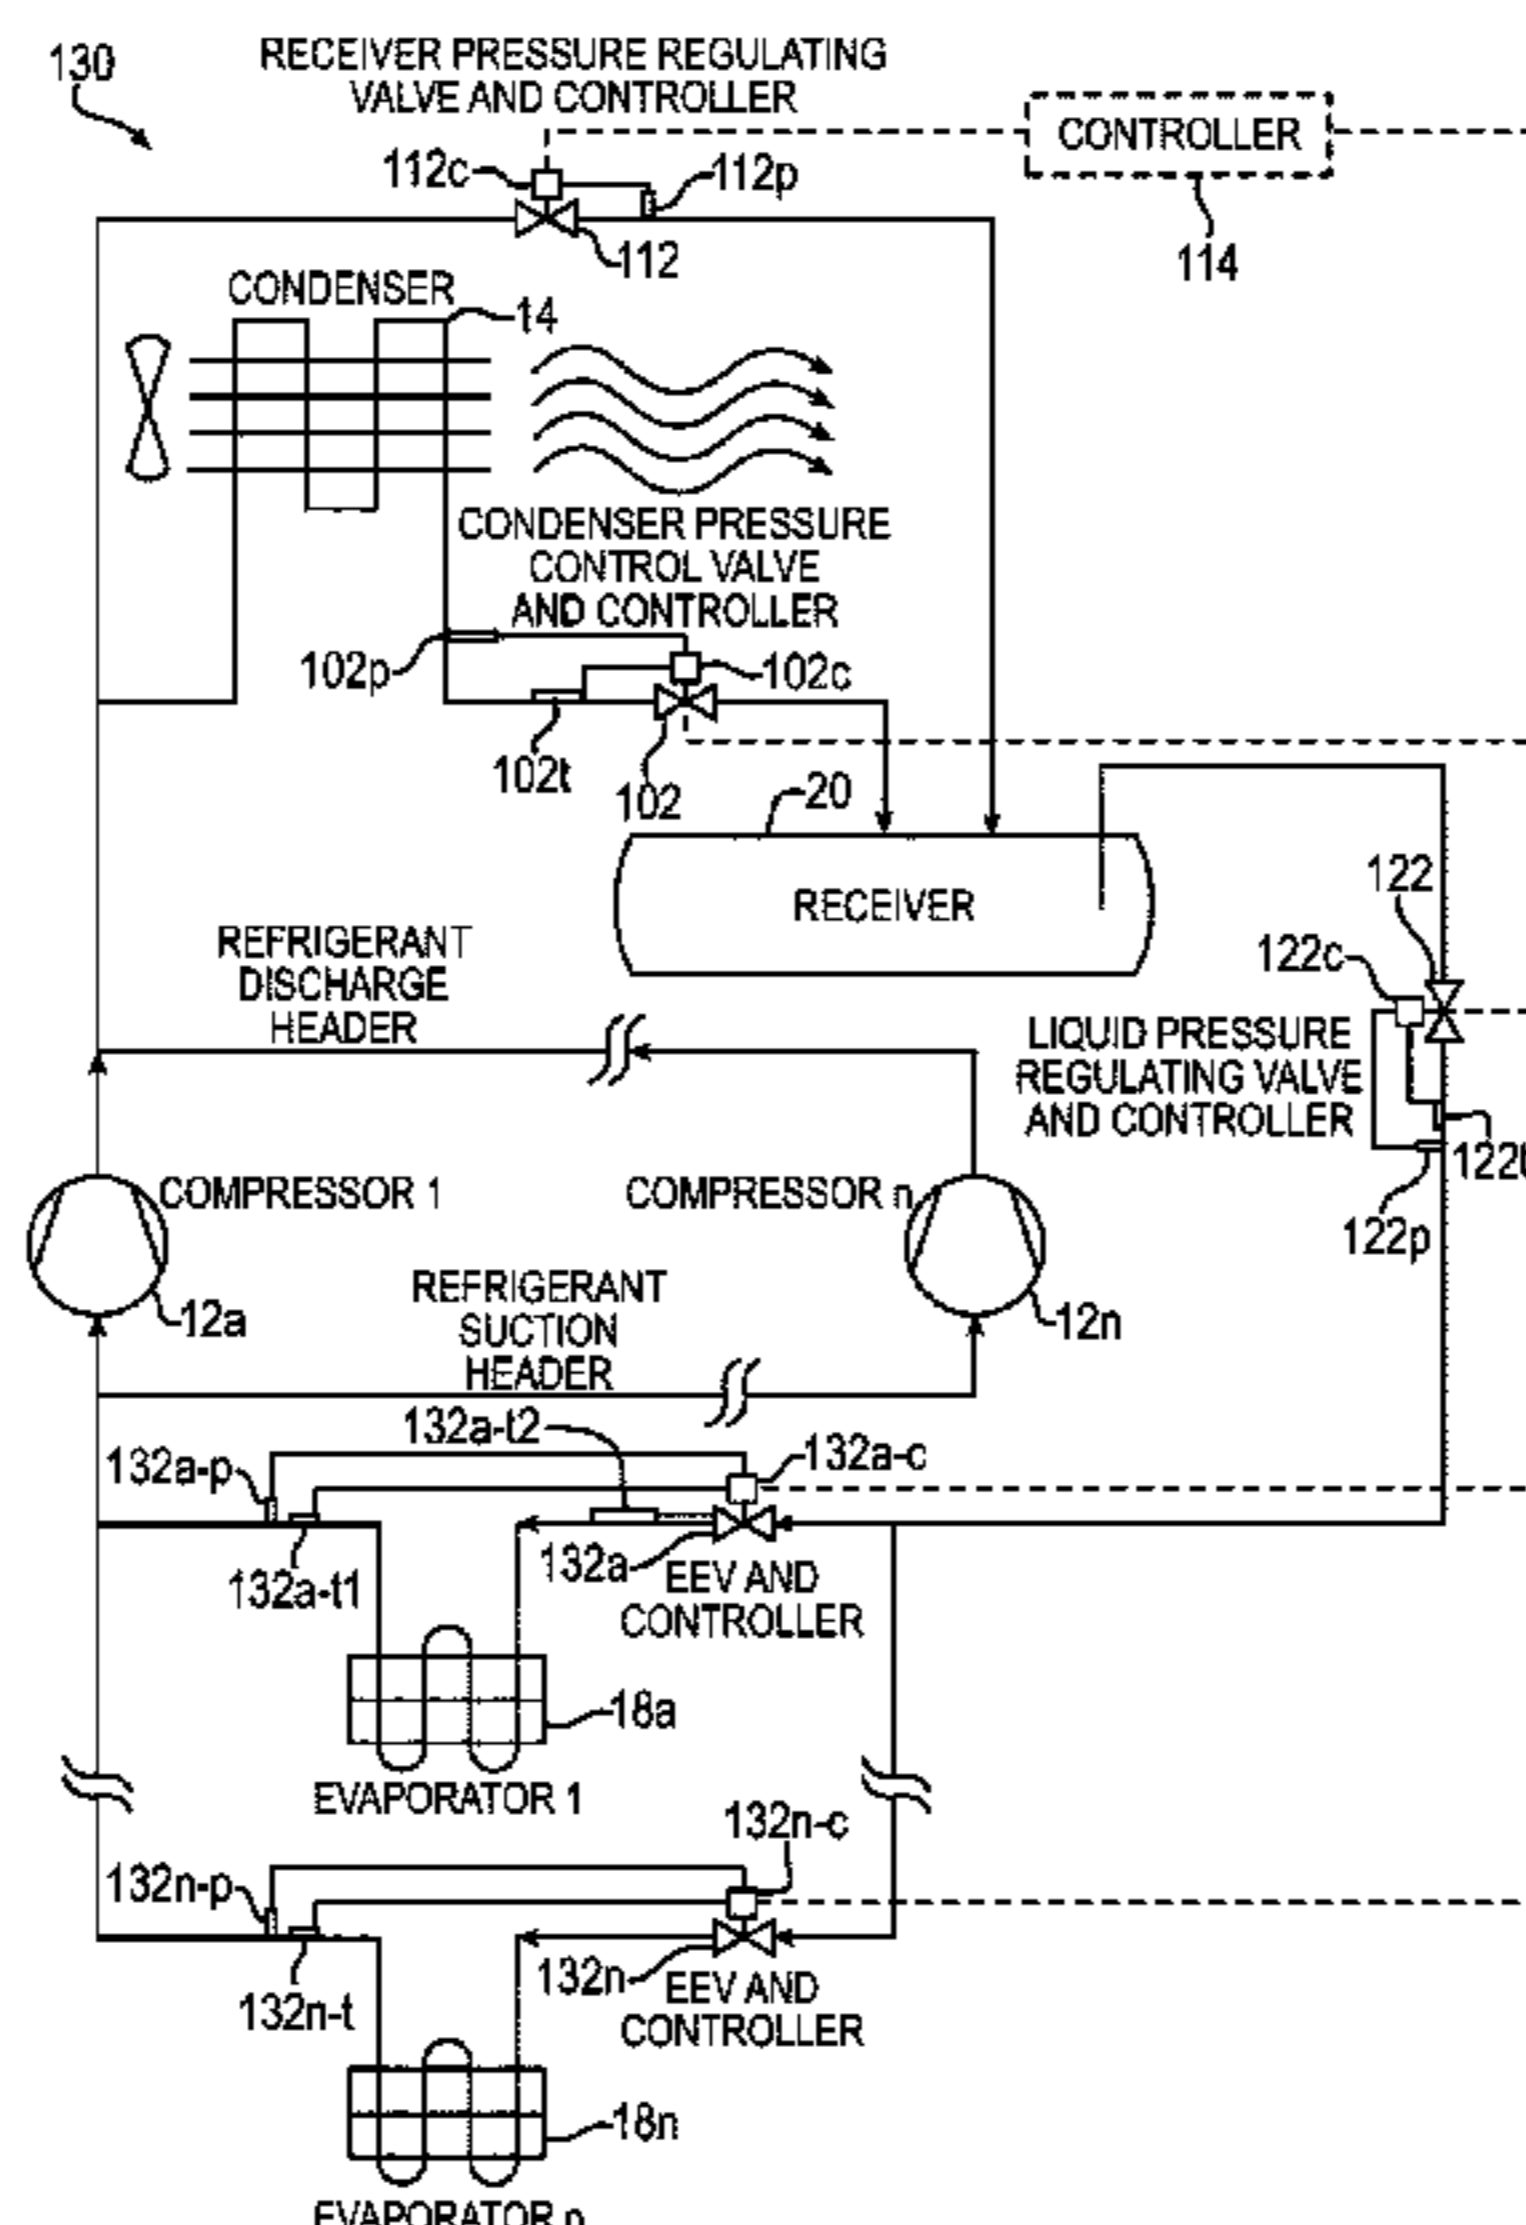 130
RECEIVER PRESSURE REGULATING
VALVE AND CONTROLLER
CONTROLLER
112c
112p
112
114
CONDENSER
14
CONDENSER PRESSURE
CONTROL VALVE
AND CONTROLLER
102p
102c
102t
102
20
RECEIVER
122
122c
REFRIGERANT
DISCHARGE
HEADER
LIQUID PRESSURE
REGULATING VALVE
AND CONTROLLER
122t
122p
COMPRESSOR 1
COMPRESSOR n
12a
12n
REFRIGERANT
SUCTION
HEADER
132a-t2
132a-p
132a-c
132a
132a-t1
EEV AND
CONTROLLER
18a
EVAPORATOR 1
132n-c
132n-p
132n
132n-t
EEV AND
CONTROLLER
18n
EVAPORATOR n